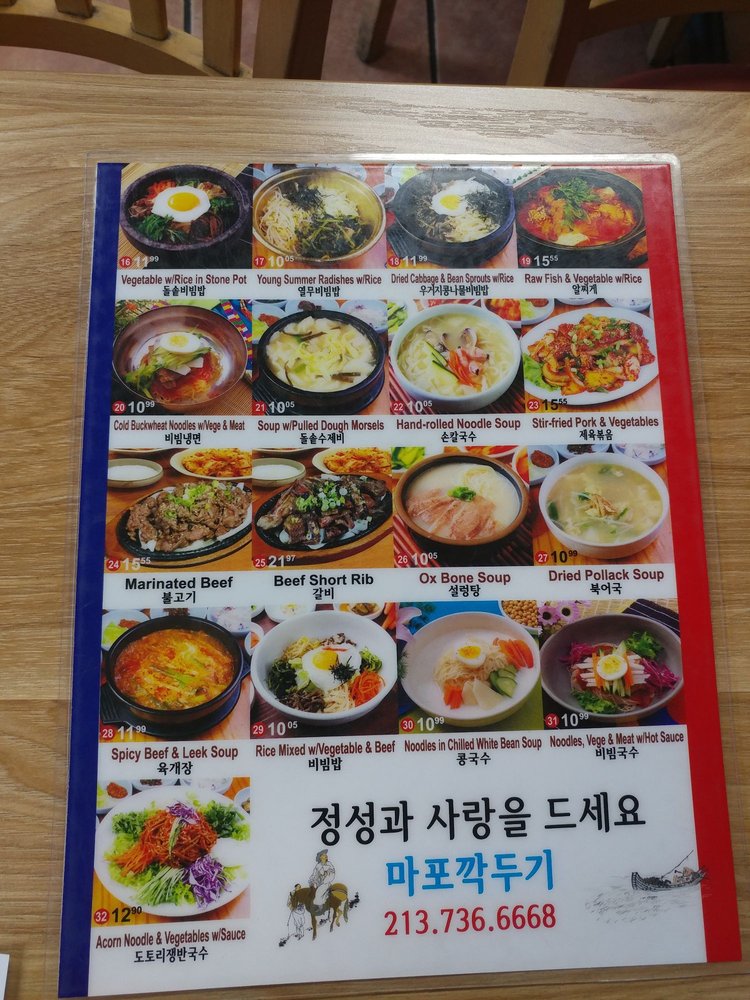 16 11.99
17 10.05
18 11.99
19 15.55
Vegetable w/Rice in Stone Pot
돌솥비빔밥
Young Summer Radishes w/Rice
열무비빔밥
Dried Cabbage & Bean Sprouts w/Rice
우거지콩나물비빔밥
Raw Fish & Vegetable w/Rice
알찌게
20 10.99
21 10.05
22 10.05
23 15.55
Cold Buckwheat Noodles w/Vege & Meat
비빔냉면
Soup w/Pulled Dough Morsels
돌솥수제비
Hand-rolled Noodle Soup
손칼국수
Stir-fried Pork & Vegetables
제육볶음
24 15.55
25 21.97
26 10.05
27 10.99
Marinated Beef
불고기
Beef Short Rib
갈비
Ox Bone Soup
설렁탕
Dried Pollack Soup
북어국
28 11.99
29 10.05
30 10.99
31 10.99
Spicy Beef & Leek Soup
육개장
Rice Mixed w/Vegetable & Beef
비빔밥
Noodles in Chilled White Bean Soup
콩국수
Noodles, Vege & Meat w/Hot Sauce
비빔국수
32 12.90
Acorn Noodle & Vegetables w/Sauce
도토리쟁반국수
정성과 사랑을 드세요
마포깍두기
213.736.6668